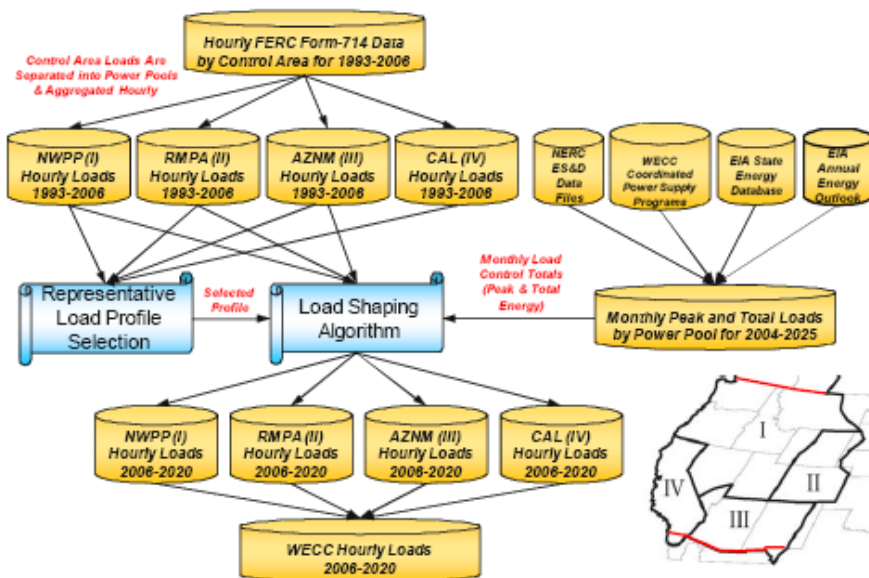 Hourly FERC Form-714 Data
by Control Area for 1993-2006
Control Area Loads Are
Separated into Power Pools
& Aggregated Hourly
NWPP (I)
Hourly Loads
1993-2006
RMPA (II)
Hourly Loads
1993-2006
AZNM (III)
Hourly Loads
1993-2006
CAL (IV)
Hourly Loads
1993-2006
NERC
ES&D
Data
Files
WECC
Coordinated
Power Supply
Programs
EIA State
Energy
Database
EIA
Annual
Energy
Outlook
Representative
Load Profile
Selection
Selected
Profile
Load Shaping
Algorithm
Monthly Load
Control Totals
(Peak & Total
Energy)
Monthly Peak and Total Loads
by Power Pool for 2004-2025
NWPP (I)
Hourly Loads
2006-2020
RMPA (II)
Hourly Loads
2006-2020
AZNM (III)
Hourly Loads
2006-2020
CAL (IV)
Hourly Loads
2006-2020
WECC Hourly Loads
2006-2020
I
II
IV
III